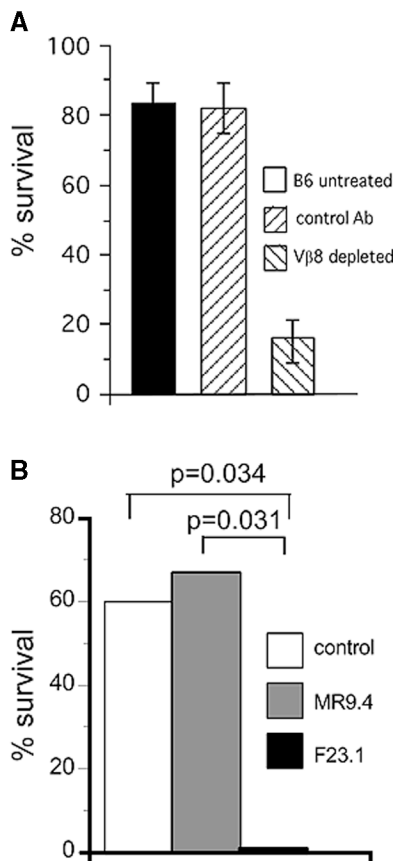 A
% survival
100
80
60
40
20
0
B6 untreated
control Ab
Vβ8 depleted
B
p=0.034
p=0.031
% survival
80
60
40
20
0
control
MR9.4
F23.1